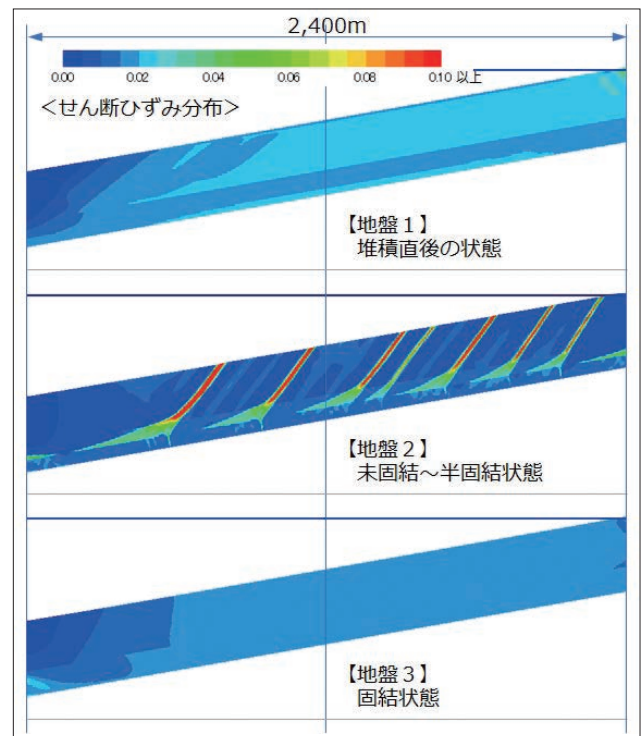 2,400m
0.00 0.02 0.04 0.06 0.08 0.10 以上
＜せん断ひずみ分布＞
【地盤１】
堆積直後の状態
【地盤２】
未固結～半固結状態
【地盤３】
固結状態